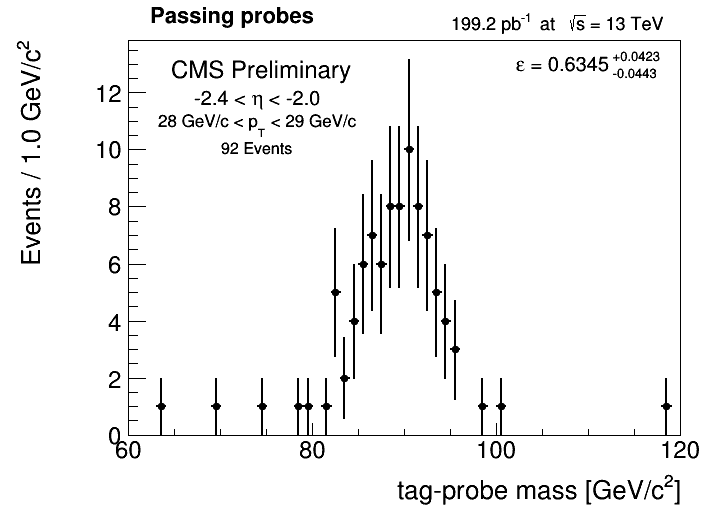 Passing probes
199.2 pb⁻¹ at √s = 13 TeV
CMS Preliminary
-2.4 < η < -2.0
28 GeV/c < p_T < 29 GeV/c
92 Events
ε = 0.6345 +0.0423 -0.0443
Events / 1.0 GeV/c²
12
10
8
6
4
2
0
60 80 100 120
tag-probe mass [GeV/c²]